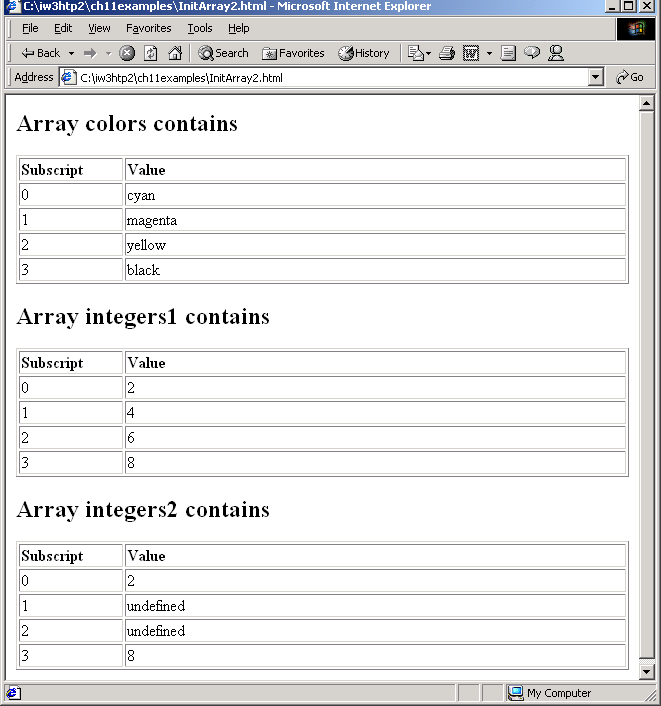 C:\iw3htp2\ch11examples\InitArray2.html - Microsoft Internet Explorer
File Edit View Favorites Tools Help
Back Search Favorites History
Address C:\iw3htp2\ch11examples\InitArray2.html Go
Array colors contains
Subscript Value
0 cyan
1 magenta
2 yellow
3 black
Array integers1 contains
Subscript Value
0 2
1 4
2 6
3 8
Array integers2 contains
Subscript Value
0 2
1 undefined
2 undefined
3 8
My Computer